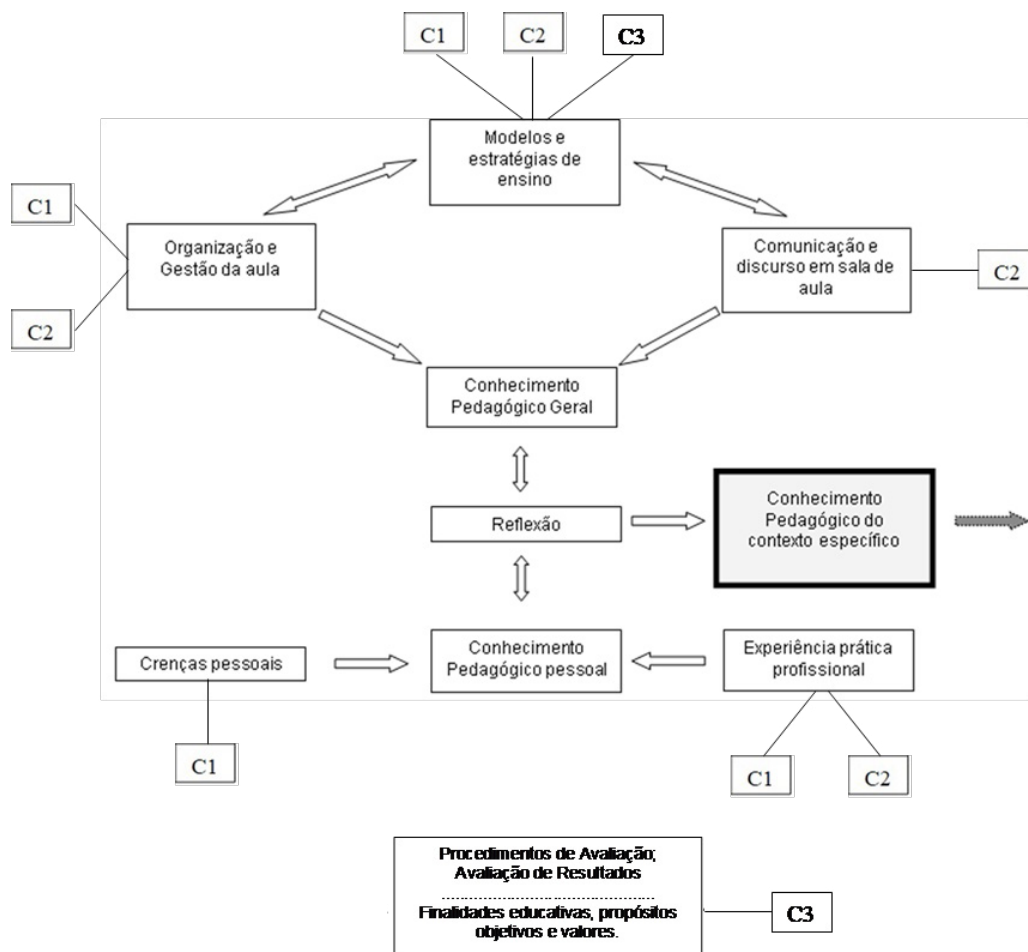 C1
C2
C3
Modelos e
estratégias de
ensino
C1
Organização e
Gestão da aula
Comunicação e
discurso em sala de
aula
C2
C2
Conhecimento
Pedagógico Geral
Conhecimento
Pedagógico do
contexto específico
Reflexão
Crenças pessoais
Conhecimento
Pedagógico pessoal
Experiência prática
profissional
C1
C1
C2
Procedimentos de Avaliação;
Avaliação de Resultados
Finalidades educativas, propósitos
objetivos e valores.
C3